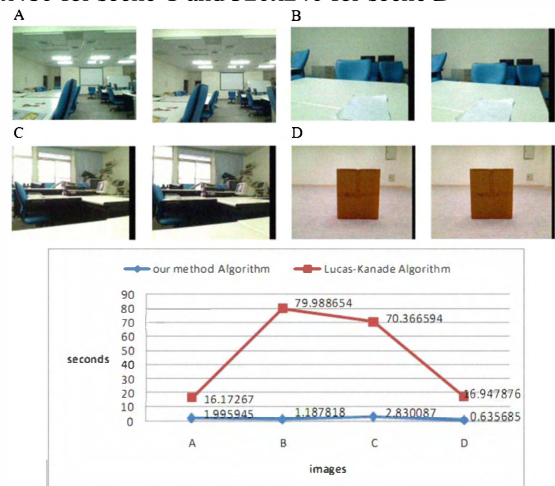 A
B
C
D
our method Algorithm
Lucas-Kanade Algorithm
90
80
70
60
50
40
30
20
10
0
seconds
79.988654
70.366594
16.17267
16.947876
1.995945
1.187818
2.830087
0.635685
A
B
C
D
images